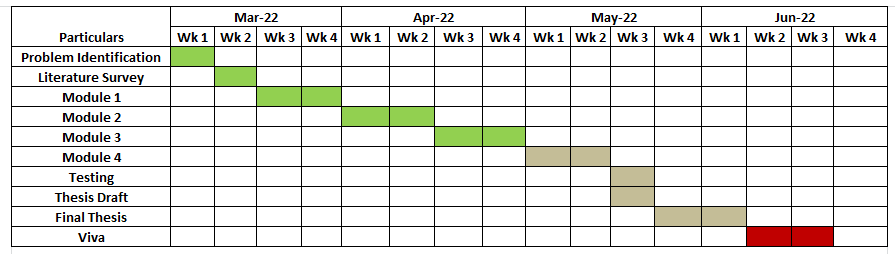 Mar-22 Apr-22 May-22 Jun-22
Particulars Wk 1 Wk 2 Wk 3 Wk 4 Wk 1 Wk 2 Wk 3 Wk 4 Wk 1 Wk 2 Wk 3 Wk 4 Wk 1 Wk 2 Wk 3 Wk 4
Problem Identification
Literature Survey
Module 1
Module 2
Module 3
Module 4
Testing
Thesis Draft
Final Thesis
Viva